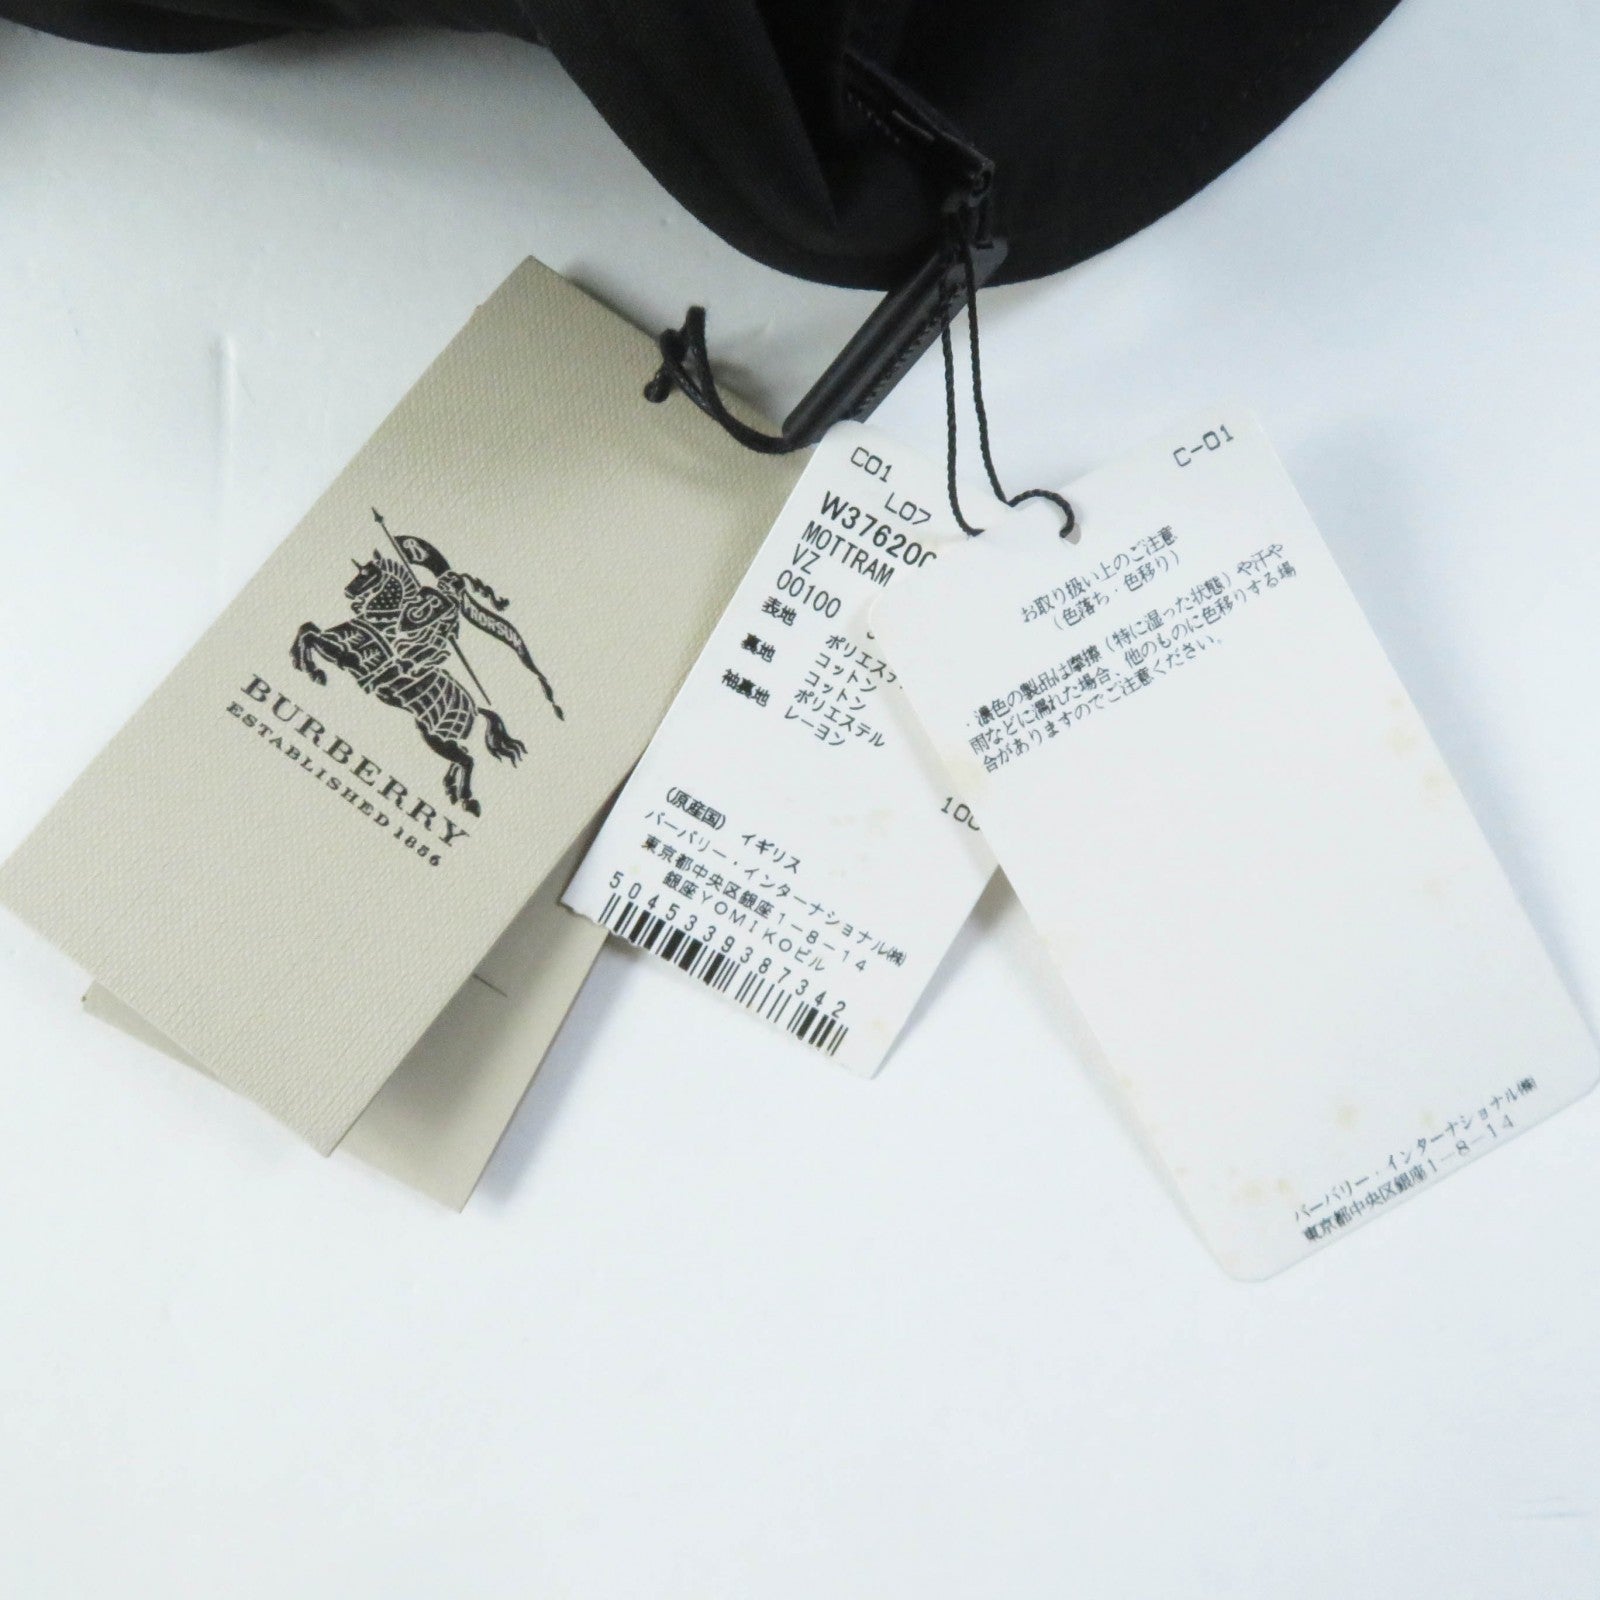 BURBERRY
ESTABLISHED 1856
C01
L07
W376200
MOTTRAM
VZ
00100
表地 ポリエステ
コットン
裏地 コットン
袖裏地 ポリエステル
レーヨン
100
(原産国) イギリス
バーバリー・インターナショナル㈱
東京都中央区銀座1-8-14
銀座YOMIKOビル
5045339387342
C-01
お取り扱い上のご注意
(色落ち・色移り)
・濃色の製品は摩擦(特に湿った状態)や汗や
雨などに濡れた場合、他のものに色移りする場
合がありますのでご注意ください。
バーバリー・インターナショナル㈱
東京都中央区銀座1-8-14